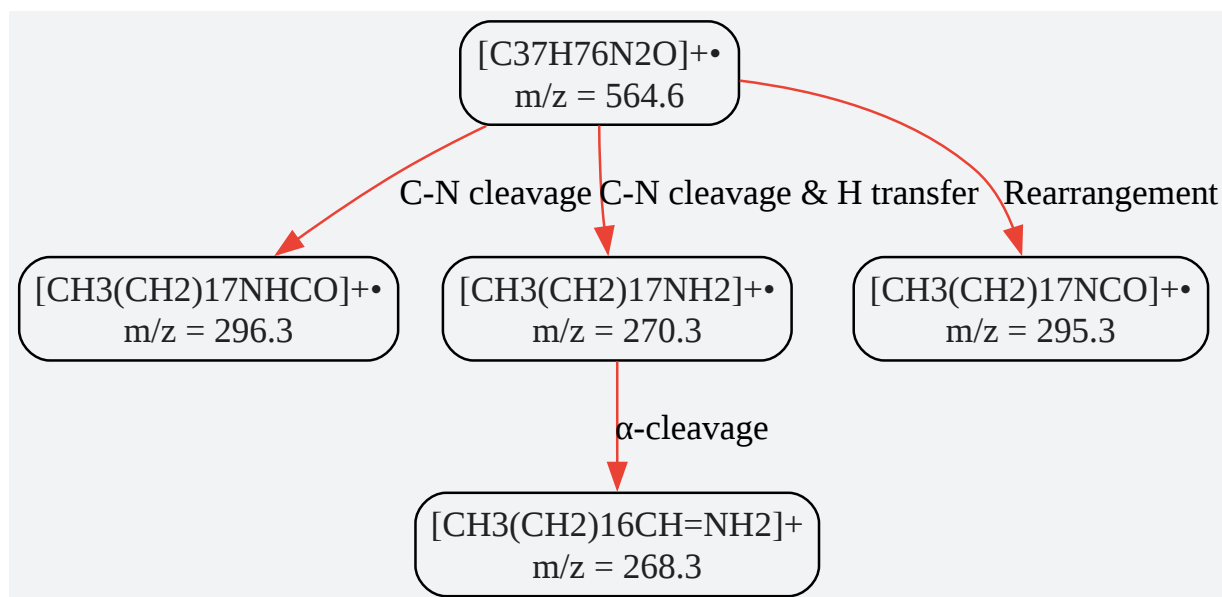 [C37H76N2O]+•
m/z = 564.6
C-N cleavage
C-N cleavage & H transfer
Rearrangement
[CH3(CH2)17NHCO]+•
m/z = 296.3
[CH3(CH2)17NH2]+•
m/z = 270.3
[CH3(CH2)17NCO]+•
m/z = 295.3
α-cleavage
[CH3(CH2)16CH=NH2]+
m/z = 268.3